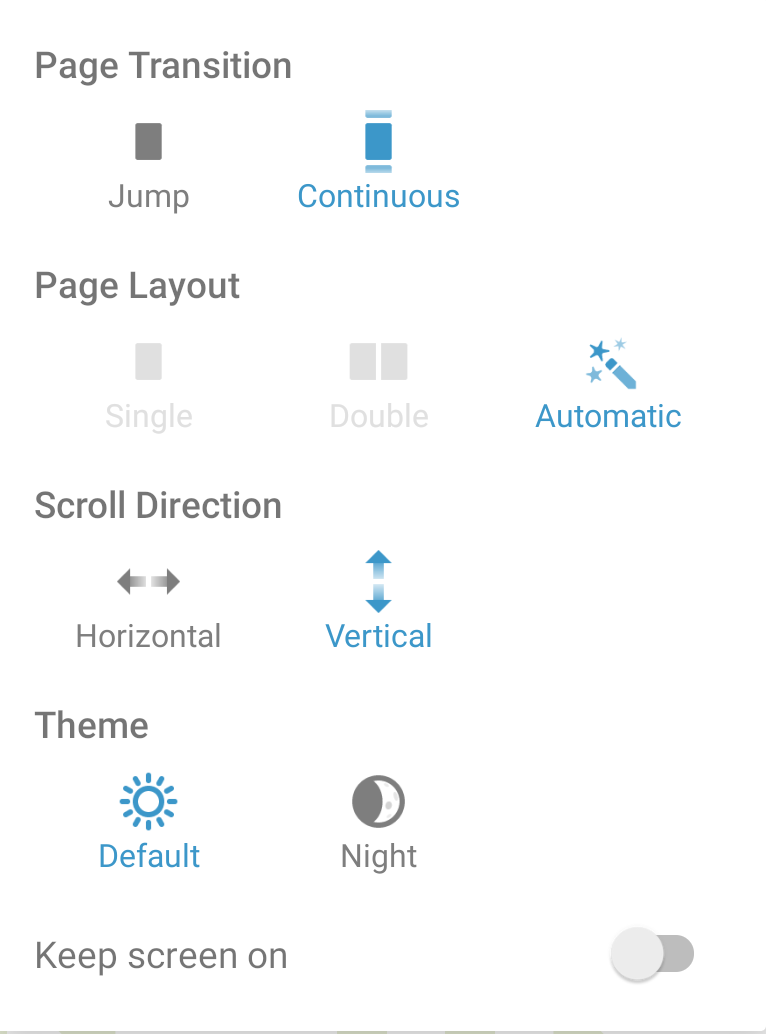 Page Transition
Jump Continuous
Page Layout
Single Double Automatic
Scroll Direction
Horizontal Vertical
Theme
Default Night
Keep screen on